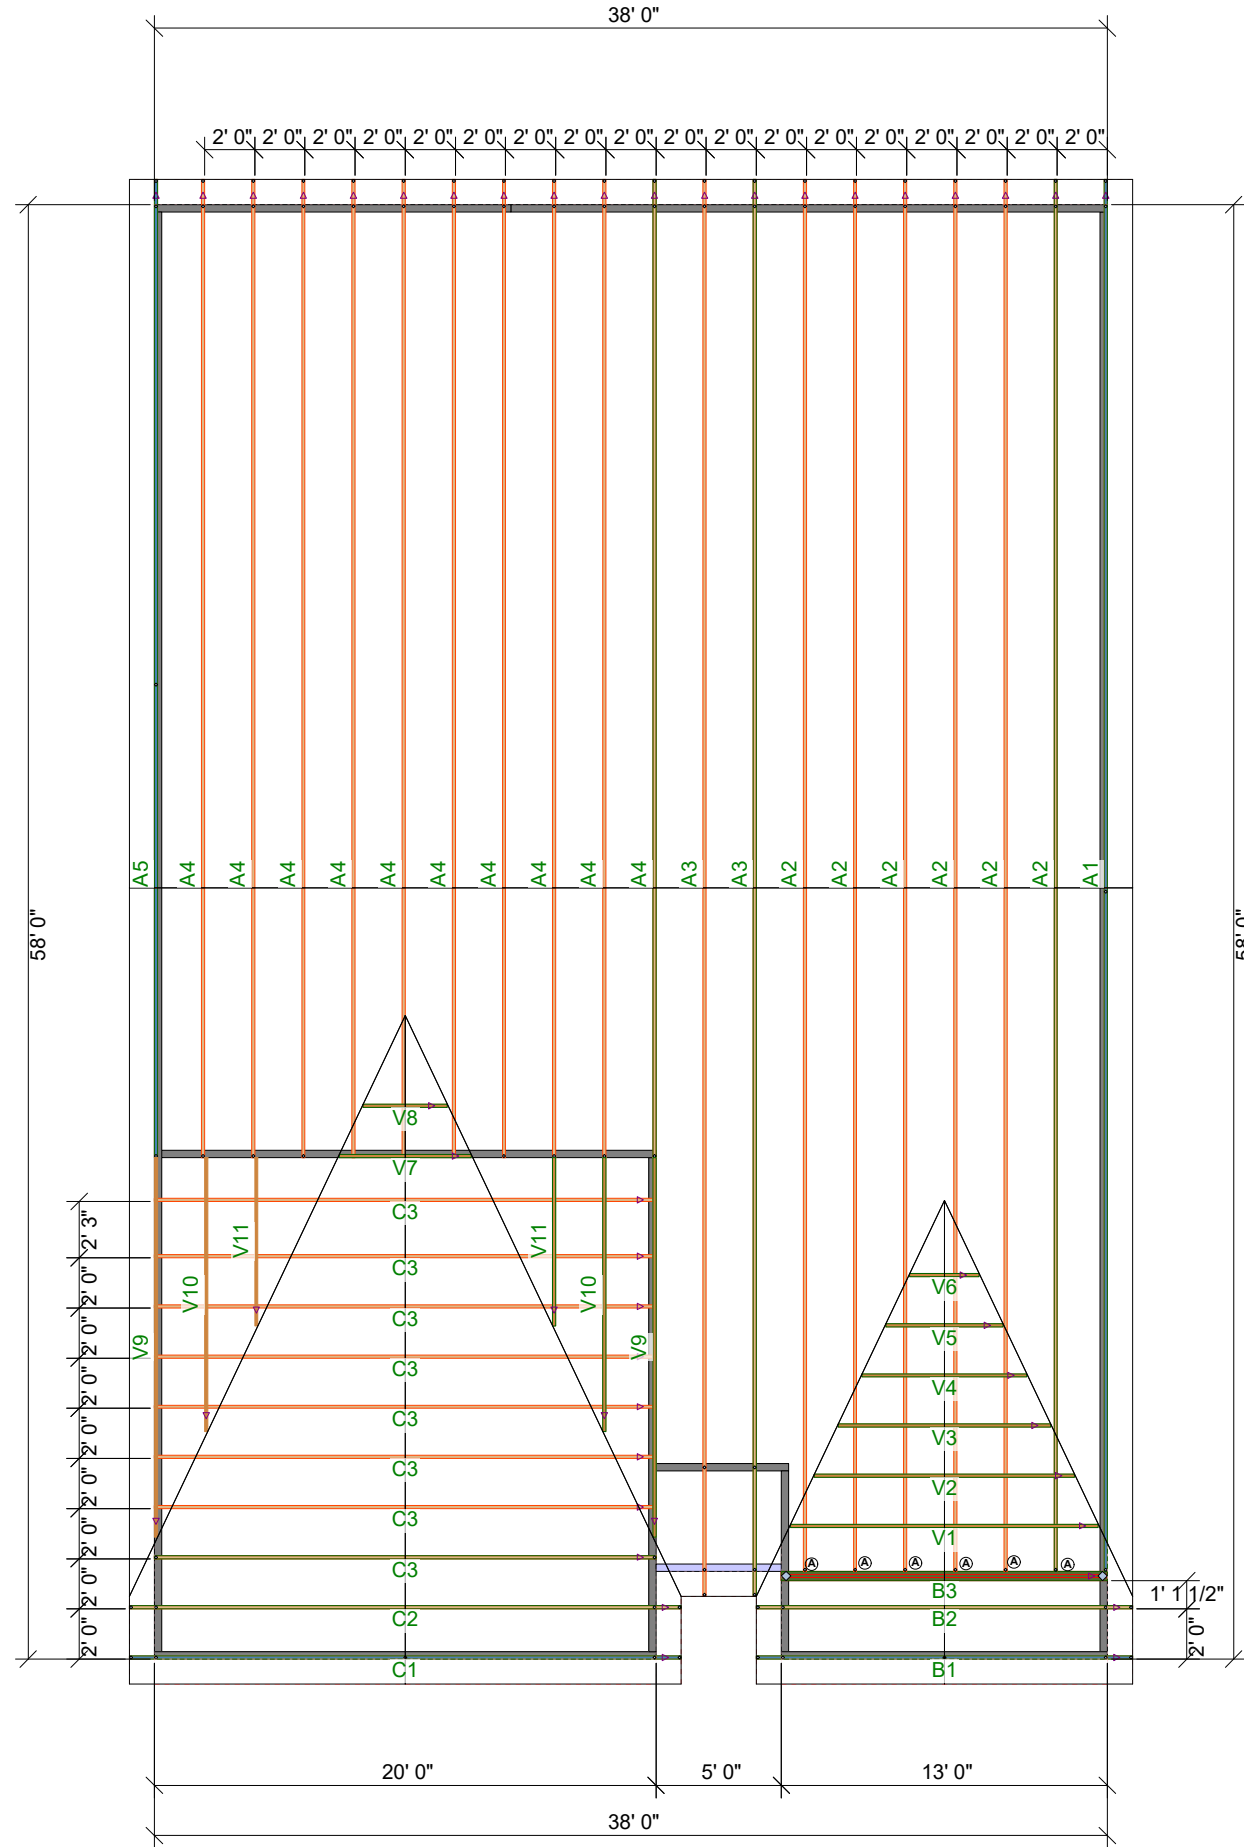 38' 0"
2' 0" 2' 0" 2' 0" 2' 0" 2' 0" 2' 0" 2' 0" 2' 0" 2' 0" 2' 0" 2' 0" 2' 0" 2' 0" 2' 0" 2' 0" 2' 0" 2' 0" 2' 0"
A5 A4 A4 A4 A4 A4 A4 A4 A4 A4 A4 A3 A3 A2 A2 A2 A2 A2 A2 A1
58' 0"
58' 0"
V8
V7
2' 3"
C3
V11
V11
2' 0"
C3
V6
V10
V10
2' 0"
C3
V5
V9
V9
2' 0"
C3
V4
2' 0"
C3
V3
2' 0"
C3
V2
2' 0"
C3
V1
2' 0"
C3
A A A A A A
B3
1' 1 1/2"
2' 0"
C2
B2
2' 0"
C1
B1
20' 0"
5' 0"
13' 0"
38' 0"